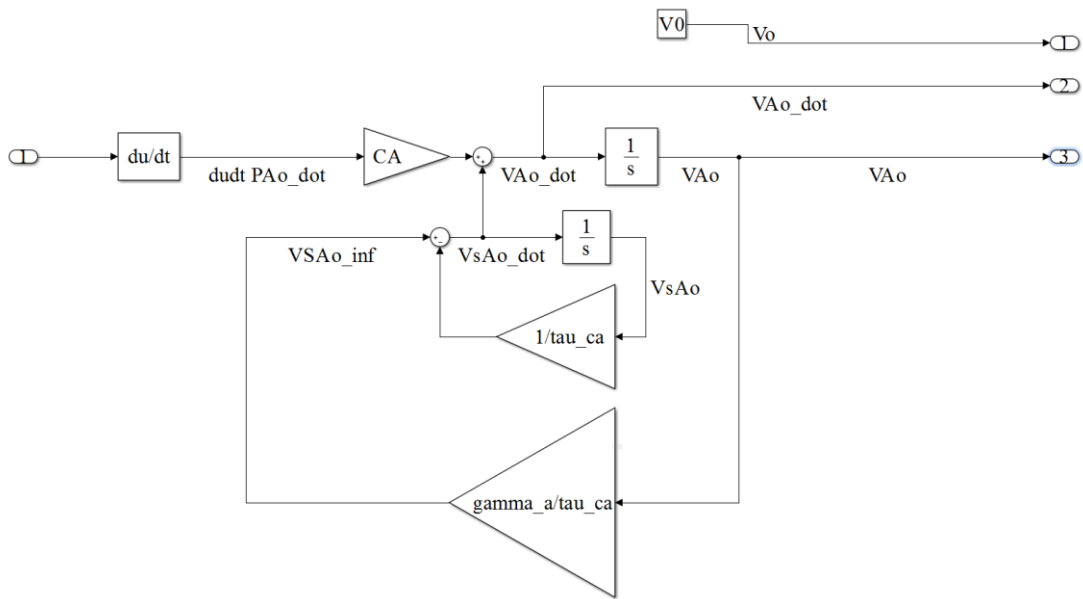 V0
Vo
1
2
VAo_dot
1
du/dt
dudt PAo_dot
CA
+
+
VAo_dot
1
s
VAo
VAo
3
VSAo_inf
+
-
VsAo_dot
1
s
VsAo
1/tau_ca
gamma_a/tau_ca